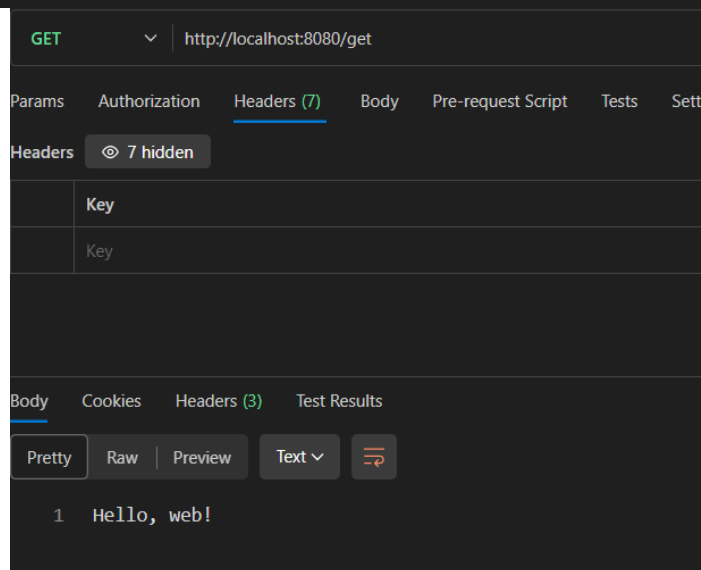 GET http://localhost:8080/get
Params Authorization Headers (7) Body Pre-request Script Tests Sett
Headers 7 hidden
Key
Key
Body Cookies Headers (3) Test Results
Pretty Raw Preview Text
1 Hello, web!